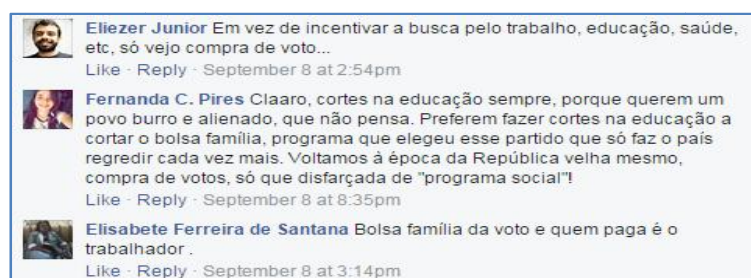 Eliezer Junior Em vez de incentivar a busca pelo trabalho, educação, saúde,
etc, só vejo compra de voto...
Like · Reply · September 8 at 2:54pm
Fernanda C. Pires Claaro, cortes na educação sempre, porque querem um
povo burro e alienado, que não pensa. Preferem fazer cortes na educação a
cortar o bolsa família, programa que elegeu esse partido que só faz o país
regredir cada vez mais. Voltamos á época da República velha mesmo,
compra de votos, só que disfarçada de "programa social"!
Like · Reply · September 8 at 8:35pm
Elisabete Ferreira de Santana Bolsa família da voto e quem paga é o
trabalhador .
Like · Reply · September 8 at 3:14pm